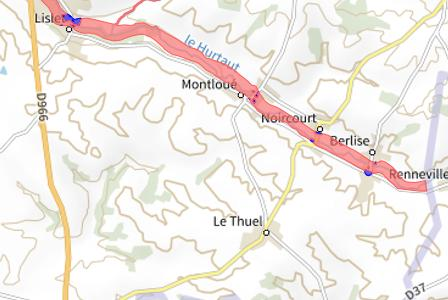 Lislet
le Hurtaut
Montloué
D966
Noircourt
Berlise
Renneville
Le Thuel
D37